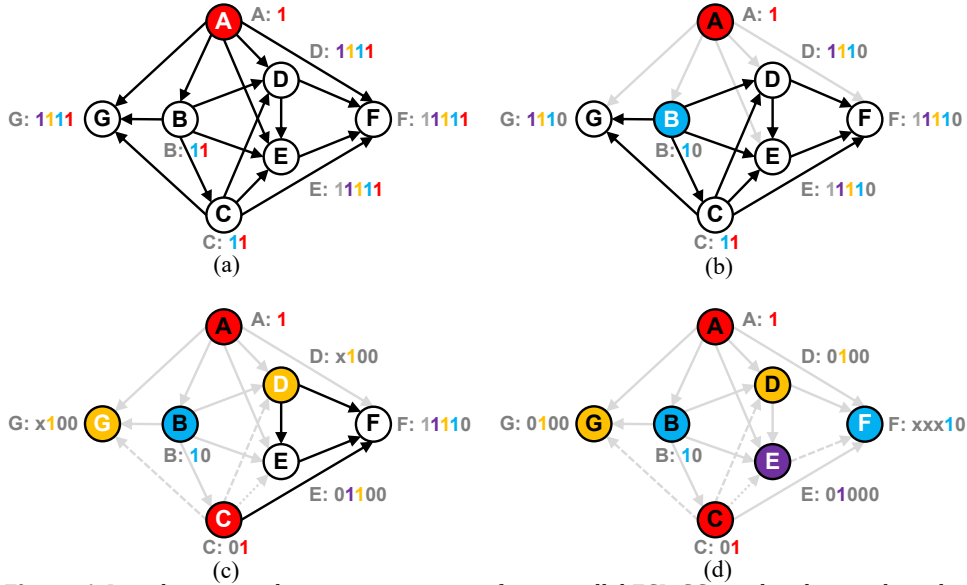 A
A: 1
D: 1111
D
G: 1111
G
B
F
F: 11111
B: 11
E
E: 11111
C
C: 11
(a)
A
A: 1
D: 1110
D
G: 1110
G
B
F
F: 11110
B: 10
E
E: 11110
C
C: 11
(b)
A
A: 1
D: x100
D
G: x100
G
B
F
F: 11110
B: 10
E
E: 01100
C
C: 01
(c)
A
A: 1
D: 0100
D
G: 0100
G
B
F
F: xxx10
B: 10
E
E: 01000
C
C: 01
(d)